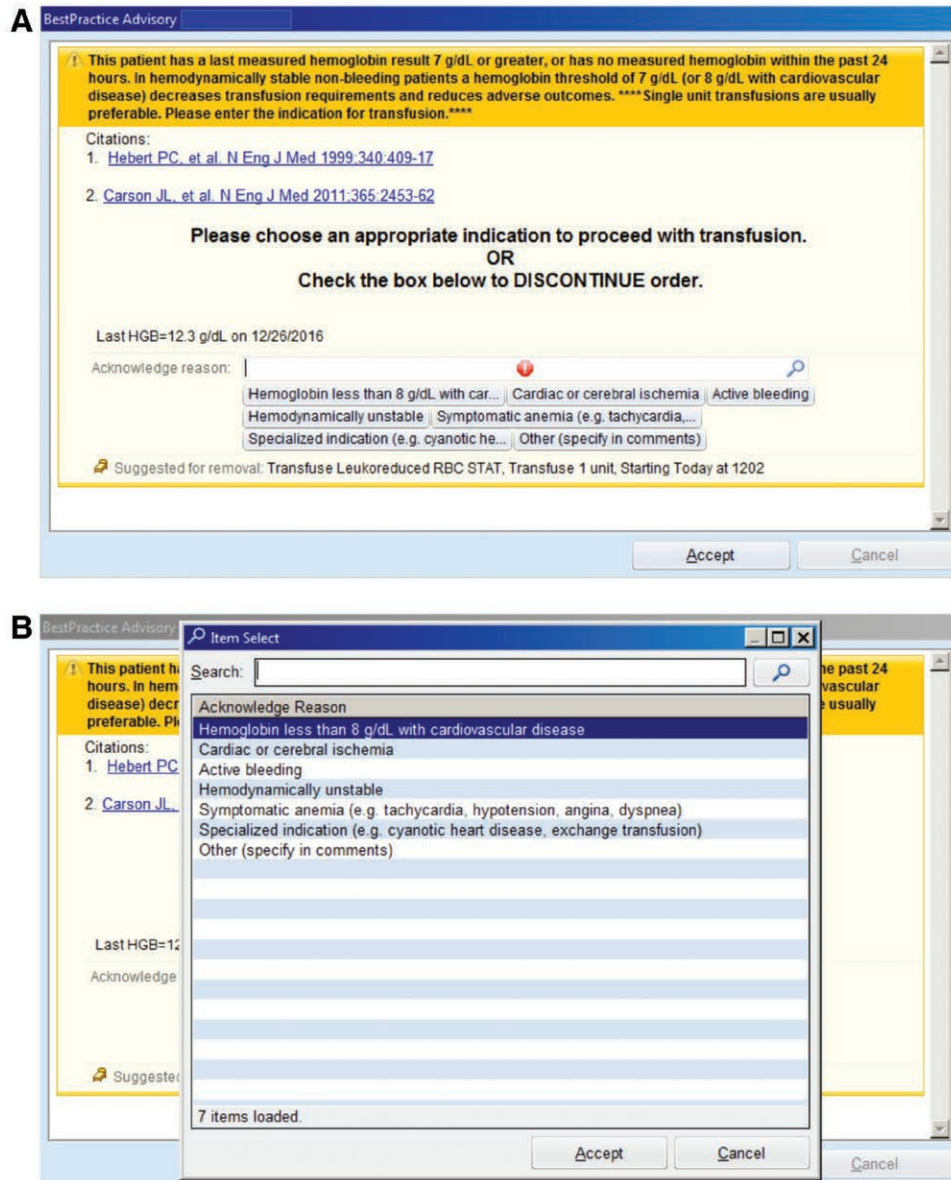 A
BestPractice Advisory
This patient has a last measured hemoglobin result 7 g/dL or greater, or has no measured hemoglobin within the past 24
hours. In hemodynamically stable non-bleeding patients a hemoglobin threshold of 7 g/dL (or 8 g/dL with cardiovascular
disease) decreases transfusion requirements and reduces adverse outcomes. ****Single unit transfusions are usually
preferable. Please enter the indication for transfusion.****
Citations:
1. Hebert PC, et al. N Eng J Med 1999;340:409-17
2. Carson JL, et al. N Eng J Med 2011;365:2453-62
Please choose an appropriate indication to proceed with transfusion.
OR
Check the box below to DISCONTINUE order.
Last HGB=12.3 g/dL on 12/26/2016
Acknowledge reason:
Hemoglobin less than 8 g/dL with car... Cardiac or cerebral ischemia Active bleeding
Hemodynamically unstable Symptomatic anemia (e.g. tachycardia,...
Specialized indication (e.g. cyanotic he... Other (specify in comments)
Suggested for removal: Transfuse Leukoreduced RBC STAT, Transfuse 1 unit, Starting Today at 1202
Accept Cancel
B
BestPractice Advisory
Item Select
This patient ha he past 24
hours. In hem vascular
disease) decr e usually
preferable. Pl
Citations:
1. Hebert PC
2. Carson JL,
Last HGB=12
Acknowledge
Suggested
Search:
Acknowledge Reason
Hemoglobin less than 8 g/dL with cardiovascular disease
Cardiac or cerebral ischemia
Active bleeding
Hemodynamically unstable
Symptomatic anemia (e.g. tachycardia, hypotension, angina, dyspnea)
Specialized indication (e.g. cyanotic heart disease, exchange transfusion)
Other (specify in comments)
7 items loaded.
Accept Cancel
Cancel